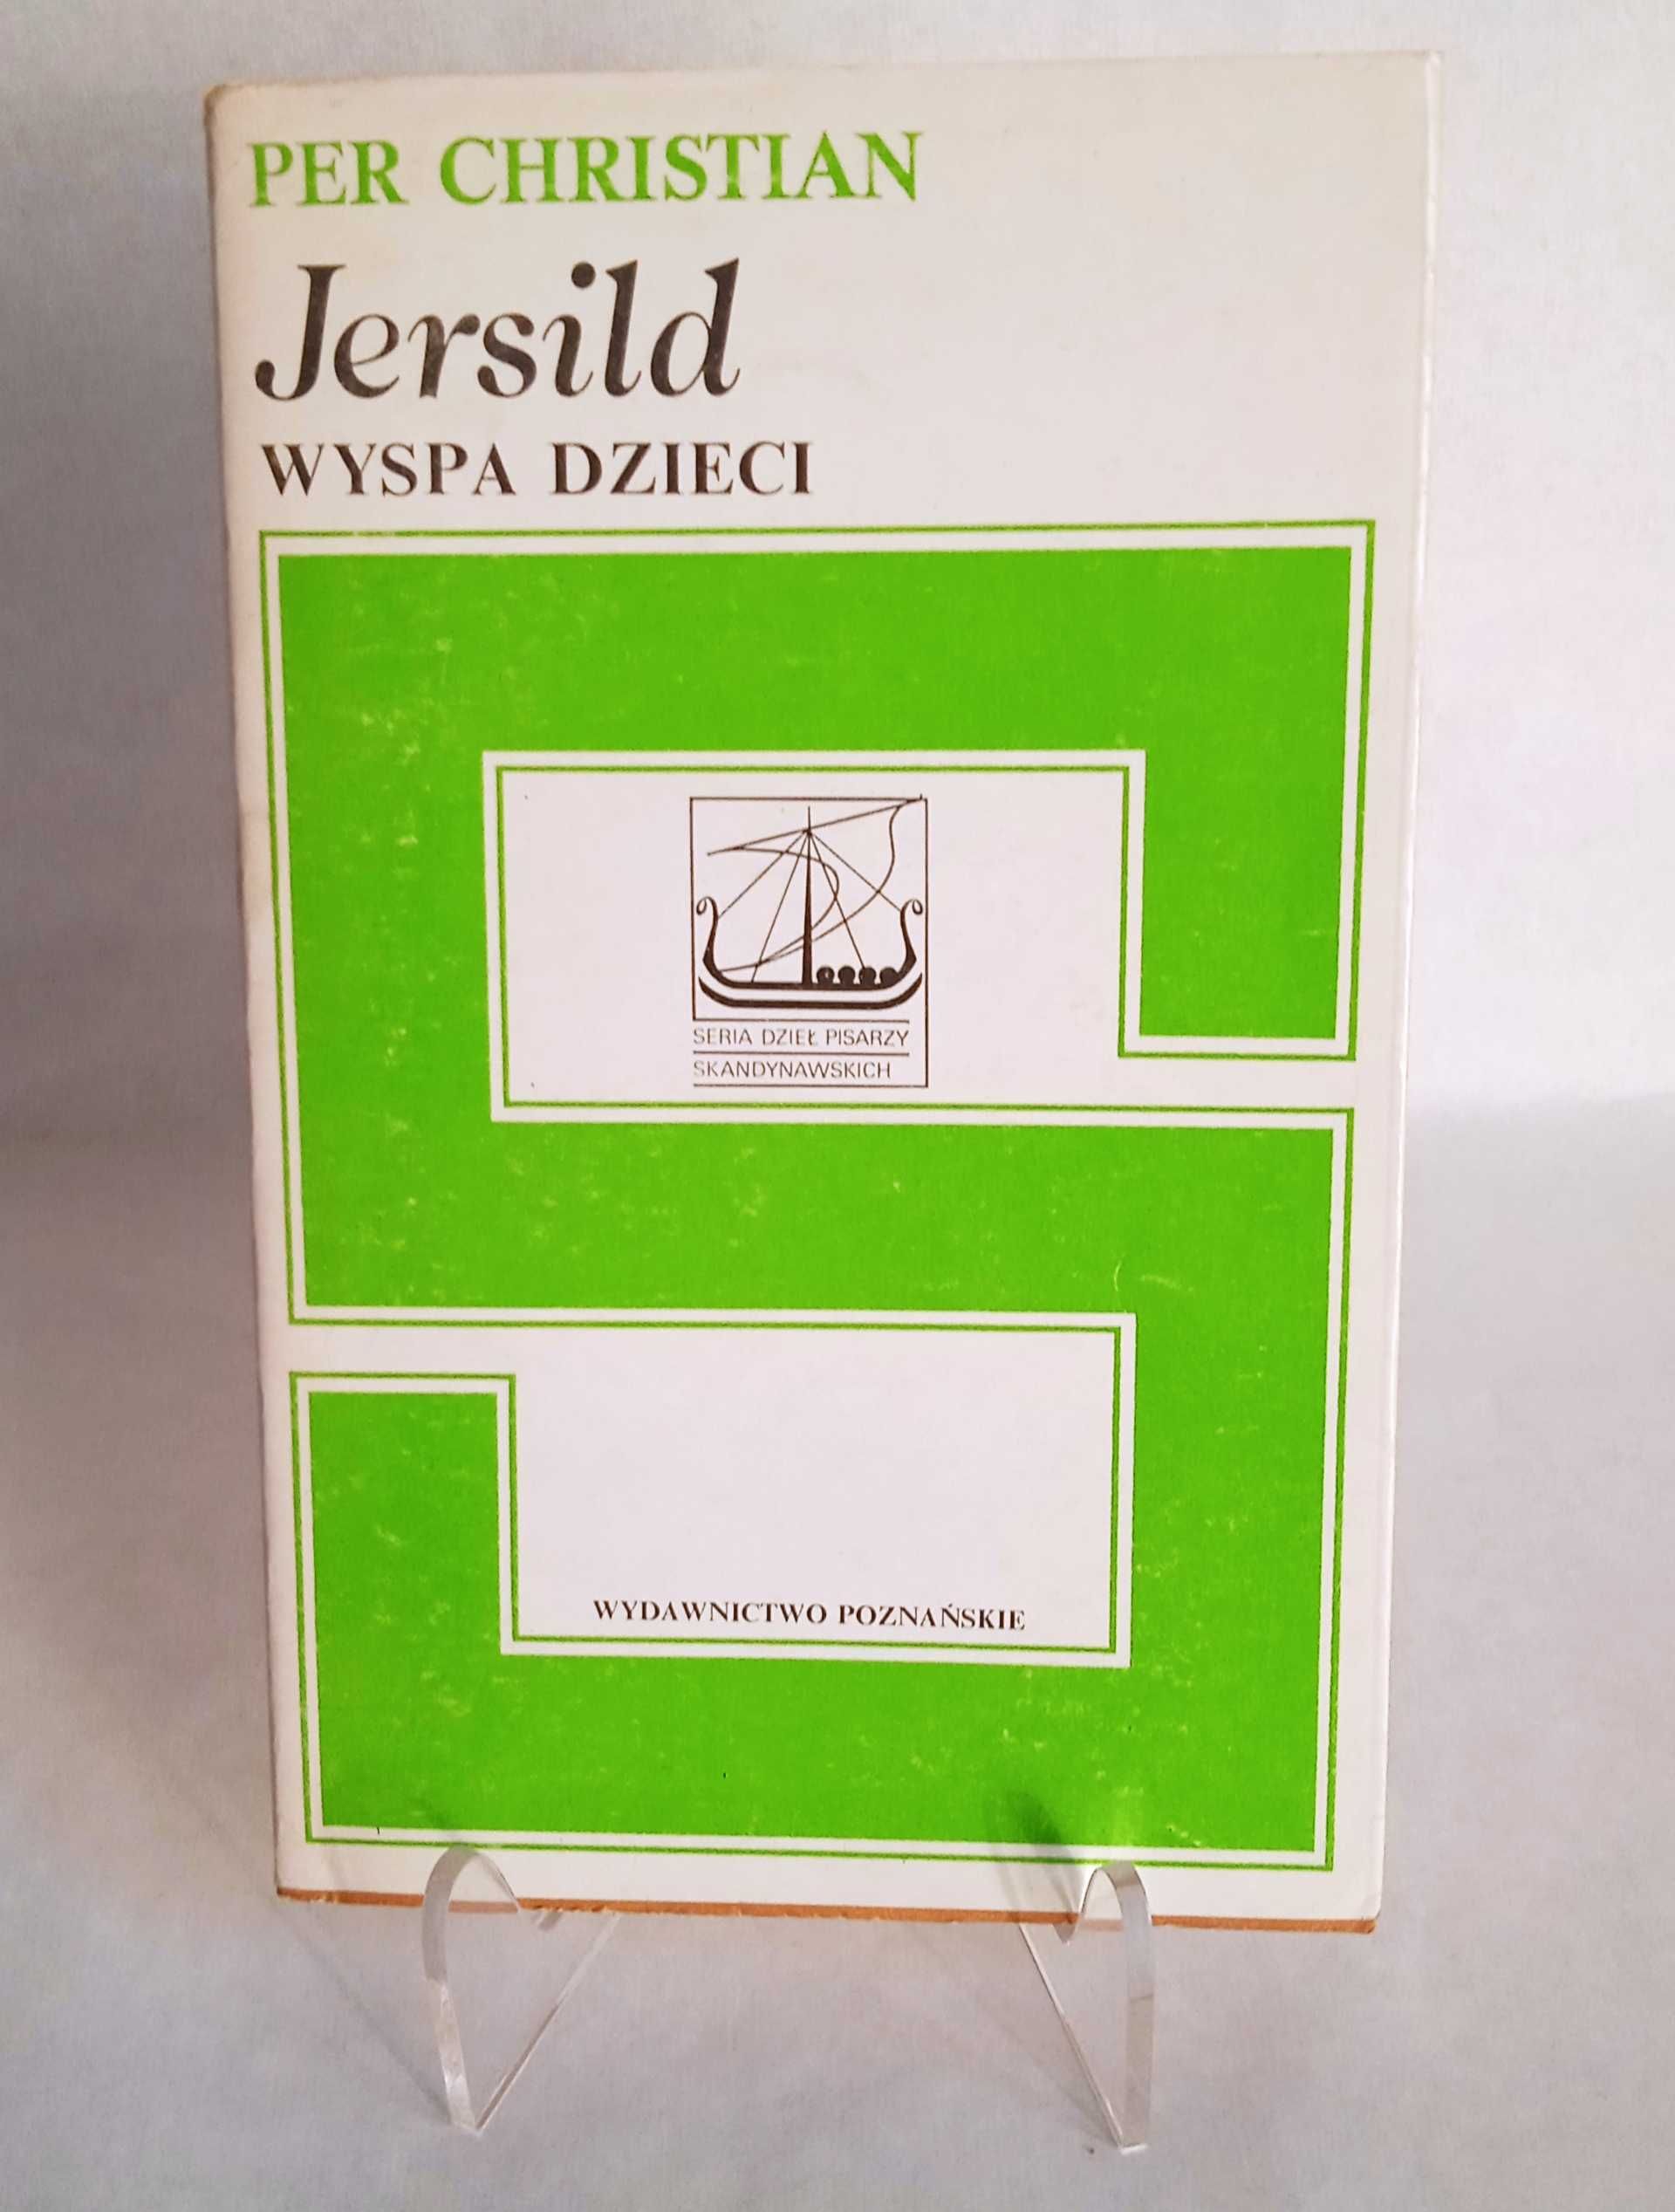 PER CHRISTIAN
Jersild
WYSPA DZIECI
SERIA DZIEŁ PISARZY
SKANDYNAWSKICH
WYDAWNICTWO POZNAŃSKIE